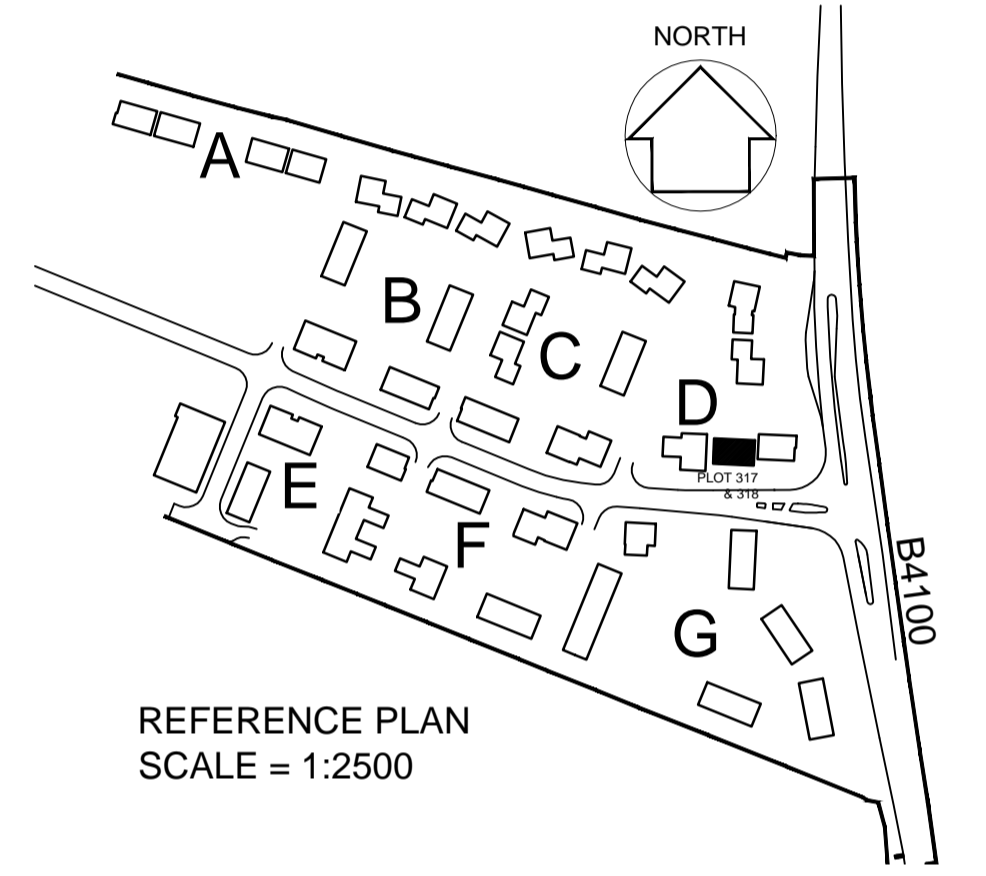 NORTH
A
B
C
D
PLOT 317
& 318
E
F
B4100
G
REFERENCE PLAN
SCALE = 1:2500